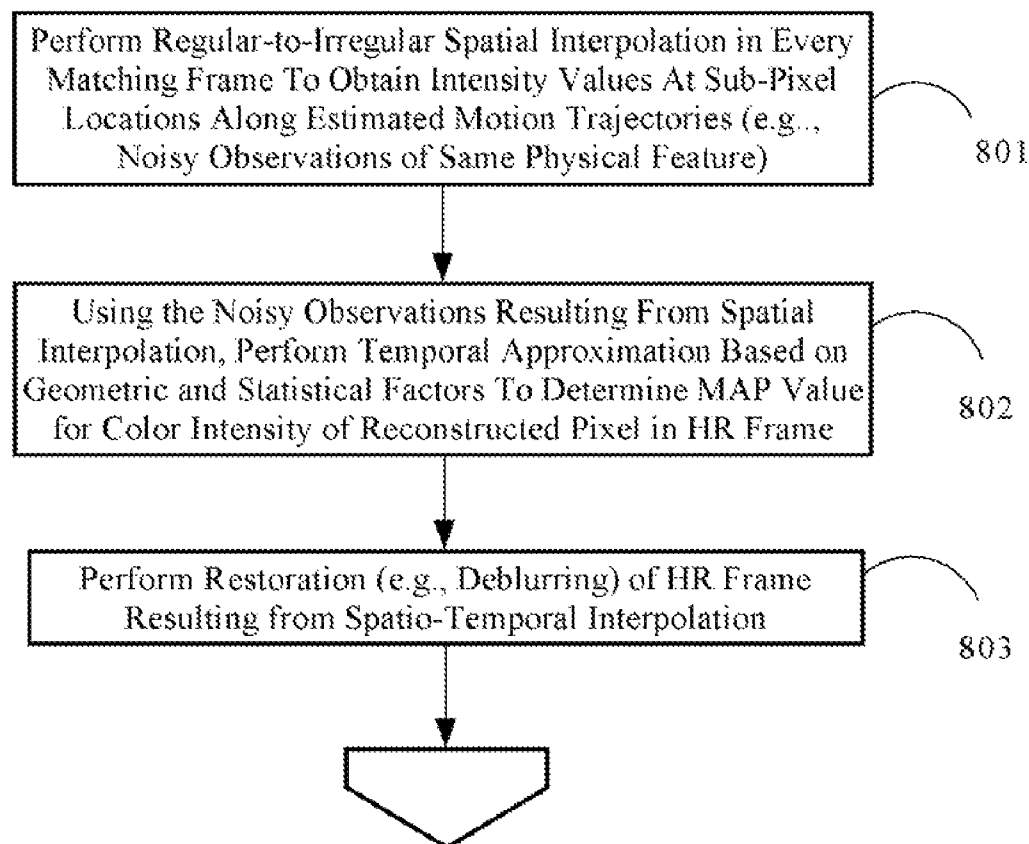 Perform Regular-to-Irregular Spatial Interpolation in Every
Matching Frame To Obtain Intensity Values At Sub-Pixel
Locations Along Estimated Motion Trajectories (e.g..,
Noisy Observations of Same Physical Feature)
801
Using the Noisy Observations Resulting From Spatial
Interpolation, Perform Temporal Approximation Based on
Geometric and Statistical Factors To Determine MAP Value
for Color Intensity of Reconstructed Pixel in HR Frame
802
Perform Restoration (e.g., Deblurring) of HR Frame
Resulting from Spatio-Temporal Interpolation
803